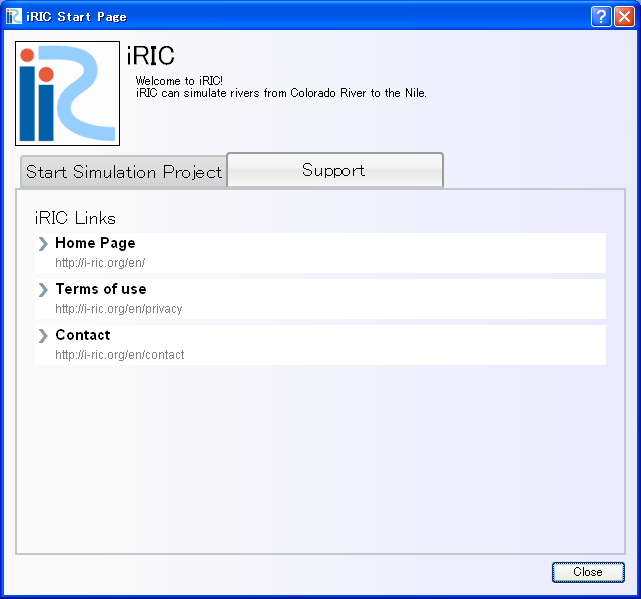 iRIC Start Page
iRIC
Welcome to iRIC!
iRIC can simulate rivers from Colorado River to the Nile.
Start Simulation Project
Support
iRIC Links
Home Page
http://i-ric.org/en/
Terms of use
http://i-ric.org/en/privacy
Contact
http://i-ric.org/en/contact
Close